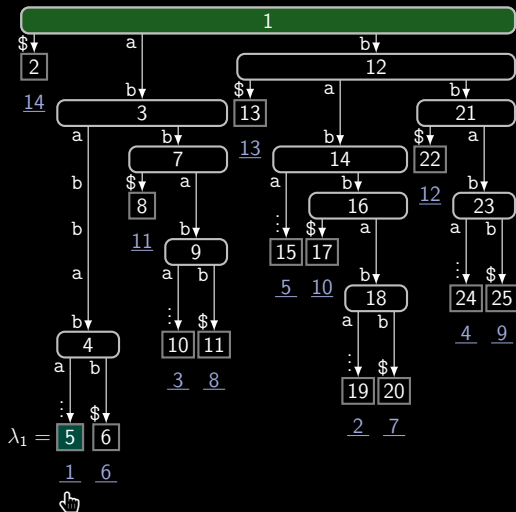 1
$ a b
2 12
14 b $ a b
3 13 14 21
a b 13 $ b
7 22 23
b $ a a b 12 a b
8 16
11 b : $ a : $
9 15 17 24 25
b a b 5 10 b 4 9
18
a : $ a b
10 11
b 3 8 : $
4 19 20
a b 2 7
: $
λ₁ = 5 6
1 6